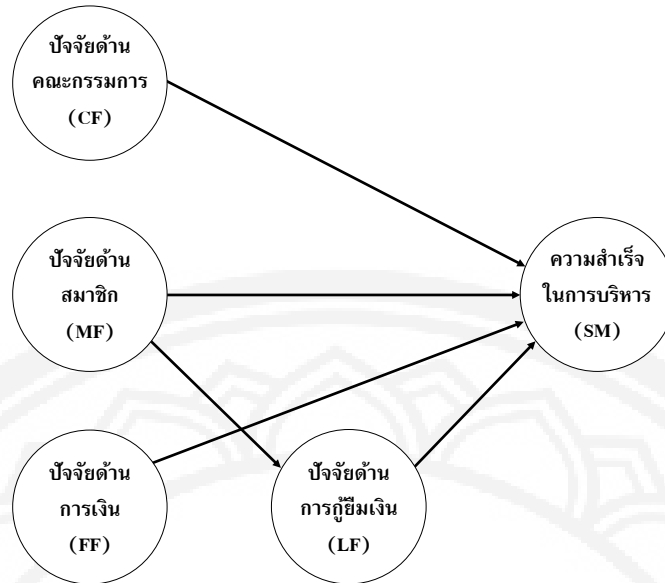 ปัจจัยด้าน
คณะกรรมการ
(CF)
ปัจจัยด้าน
สมาชิก
(MF)
ความสำเร็จ
ในการบริหาร
(SM)
ปัจจัยด้าน
การเงิน
(FF)
ปัจจัยด้าน
การกู้ยืมเงิน
(LF)